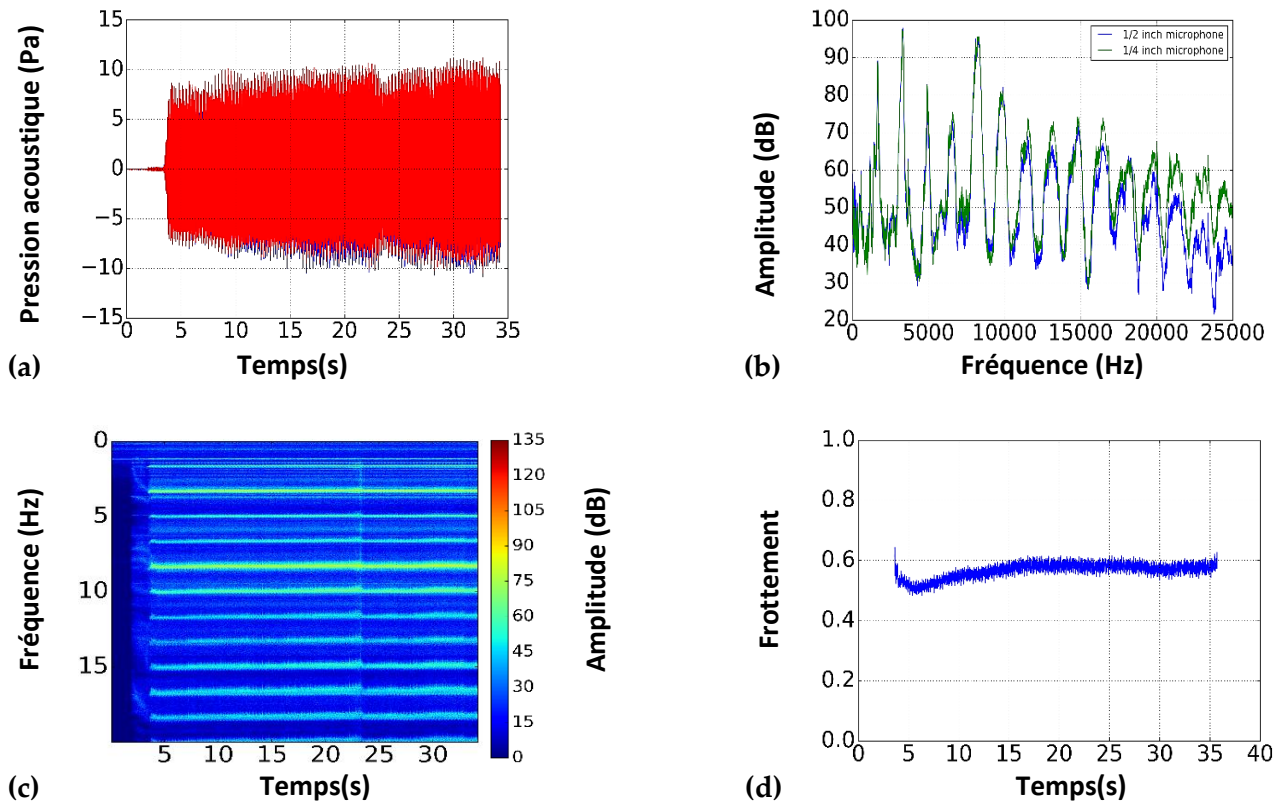 15
10
5
0
−5
−10
−15
0 5 10 15 20 25 30 35
Pression acoustique (Pa)
Temps(s)
(a)
100
90
80
70
60
50
40
30
20
0 5000 10000 15000 20000 25000
1/2 inch microphone
1/4 inch microphone
Amplitude (dB)
Fréquence (Hz)
(b)
0
5
10
15
5 10 15 20 25 30
Fréquence (Hz)
Temps(s)
135
120
105
90
75
60
45
30
15
0
Amplitude (dB)
(c)
1.0
0.8
0.6
0.4
0.2
0.0
0 5 10 15 20 25 30 35 40
Frottement
Temps(s)
(d)